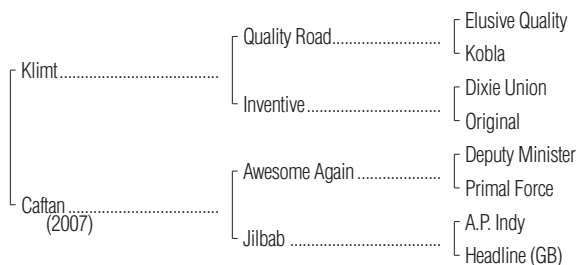 Elusive Quality
Quality Road
Kobla
Klimt
Dixie Union
Inventive
Original
Deputy Minister
Awesome Again
Primal Force
Caftan
(2007)
A.P. Indy
Jilbab
Headline (GB)